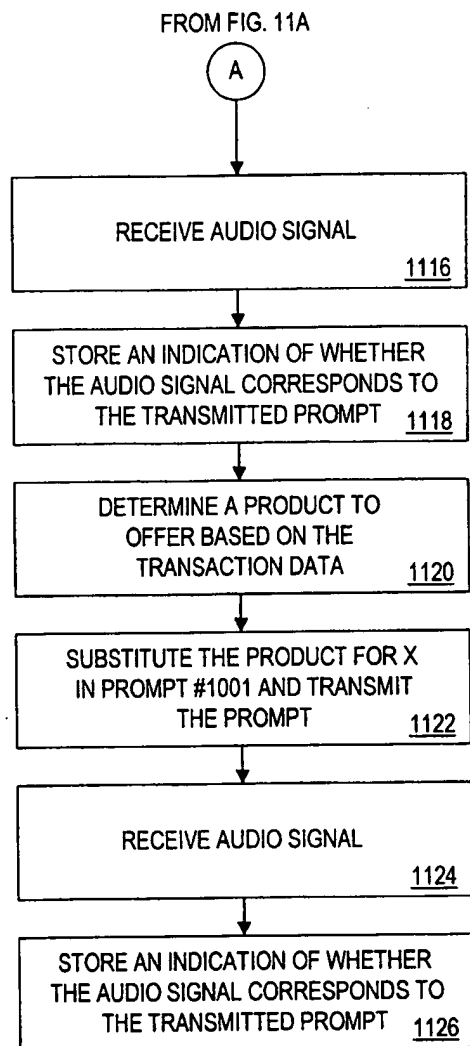 FROM FIG. 11A
A
RECEIVE AUDIO SIGNAL
1116
STORE AN INDICATION OF WHETHER
THE AUDIO SIGNAL CORRESPONDS TO
THE TRANSMITTED PROMPT
1118
DETERMINE A PRODUCT TO
OFFER BASED ON THE
TRANSACTION DATA
1120
SUBSTITUTE THE PRODUCT FOR X
IN PROMPT #1001 AND TRANSMIT
THE PROMPT
1122
RECEIVE AUDIO SIGNAL
1124
STORE AN INDICATION OF WHETHER
THE AUDIO SIGNAL CORRESPONDS TO
THE TRANSMITTED PROMPT
1126